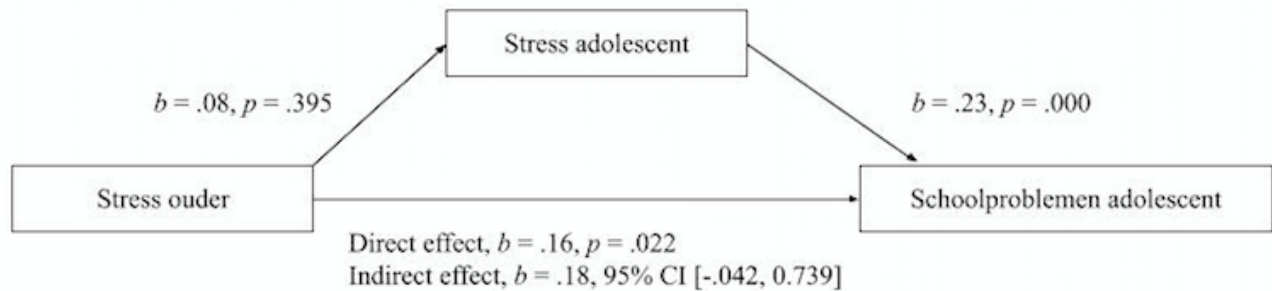 Stress adolescent
b = .08, p = .395
b = .23, p = .000
Stress ouder
Schoolproblemen adolescent
Direct effect, b = .16, p = .022
Indirect effect, b = .18, 95% CI [-.042, 0.739]